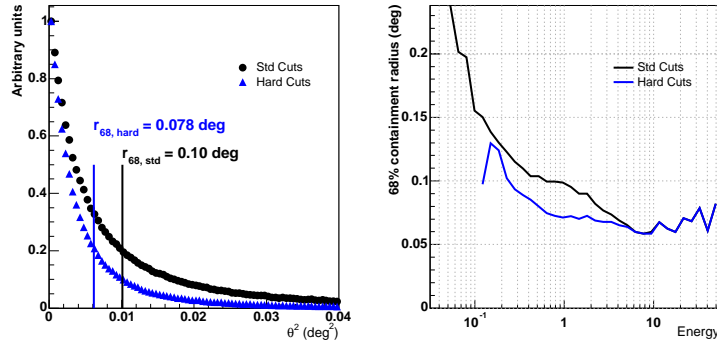 Arbitrary units
1
0.8
0.6
0.4
0.2
0
Std Cuts
Hard Cuts
r68, hard = 0.078 deg
r68, std = 0.10 deg
0 0.01 0.02 0.03 0.04
θ² (deg²)
68% containment radius (deg)
0.2
0.15
0.1
0.05
0
Std Cuts
Hard Cuts
10⁻¹ 1 10
Energy